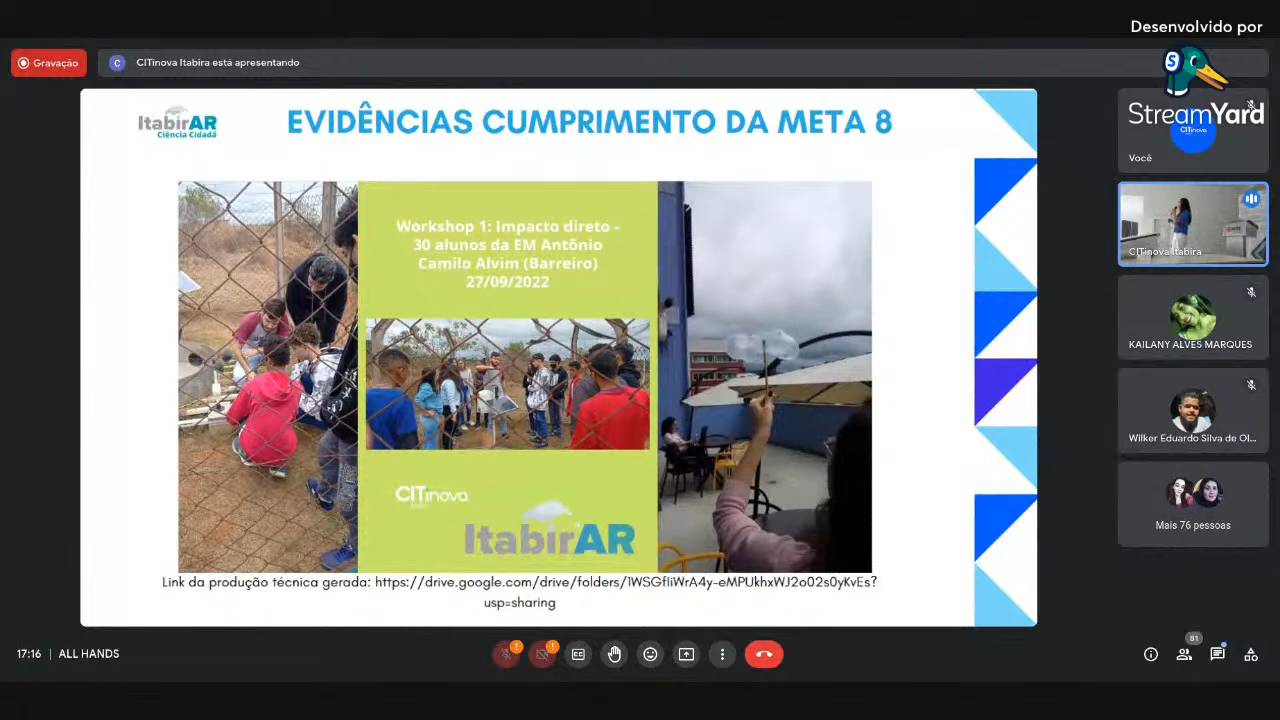 Desenvolvido por
StreamYard
Gravação
C
CITinova Itabira está apresentando
ItabirAR
Ciência Cidadã
EVIDÊNCIAS CUMPRIMENTO DA META 8
Workshop 1: Impacto direto -
30 alunos da EM Antônio
Camilo Alvim (Barreiro)
27/09/2022
CITinova
ItabirAR
Link da produção técnica gerada: https://drive.google.com/drive/folders/1WSGfIiWrA4y-eMPUkhxWJ2o02s0yKvEs?
usp=sharing
CITinova
Você
CITinova Itabira
KAILANY ALVES MARQUES
Wilker Eduardo Silva de Ol...
Mais 76 pessoas
17:16 | ALL HANDS
CC
81